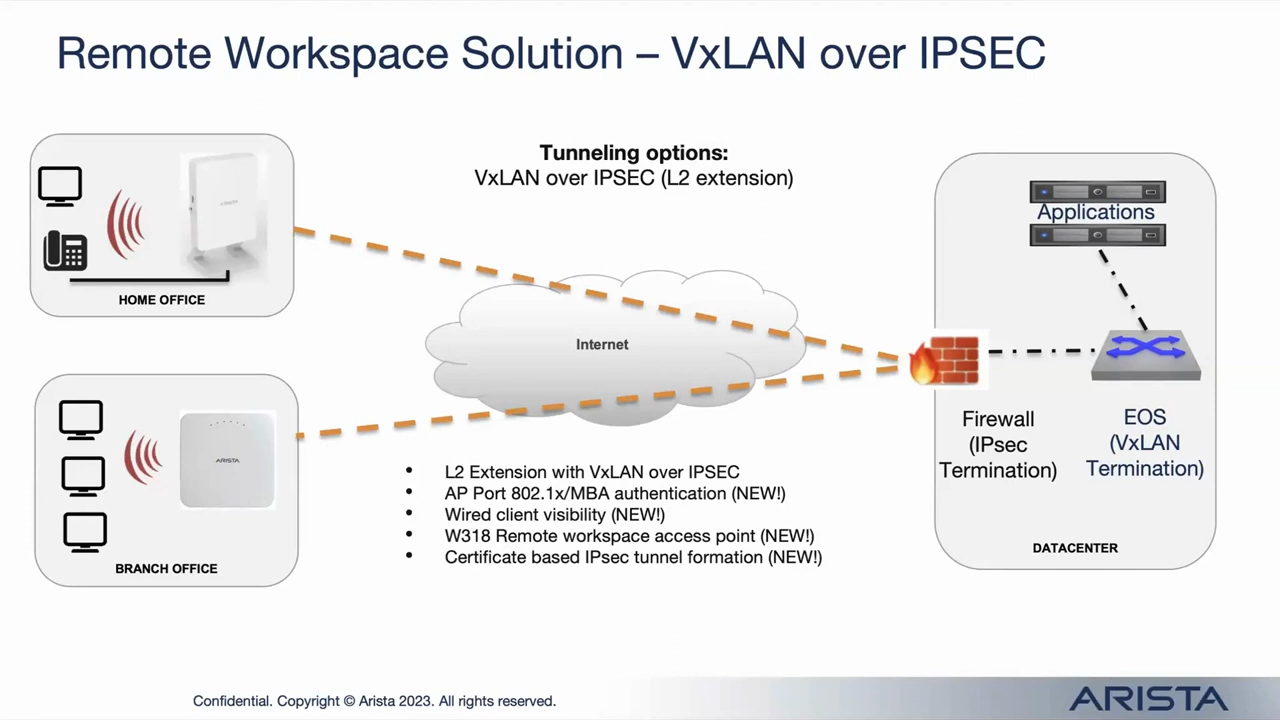 Remote Workspace Solution – VxLAN over IPSEC
Tunneling options:
VxLAN over IPSEC (L2 extension)
HOME OFFICE
Internet
ARISTA
BRANCH OFFICE
• L2 Extension with VxLAN over IPSEC
• AP Port 802.1x/MBA authentication (NEW!)
• Wired client visibility (NEW!)
• W318 Remote workspace access point (NEW!)
• Certificate based IPsec tunnel formation (NEW!)
Applications
Firewall
(IPsec
Termination)
EOS
(VxLAN
Termination)
DATACENTER
Confidential. Copyright © Arista 2023. All rights reserved.
ARISTA